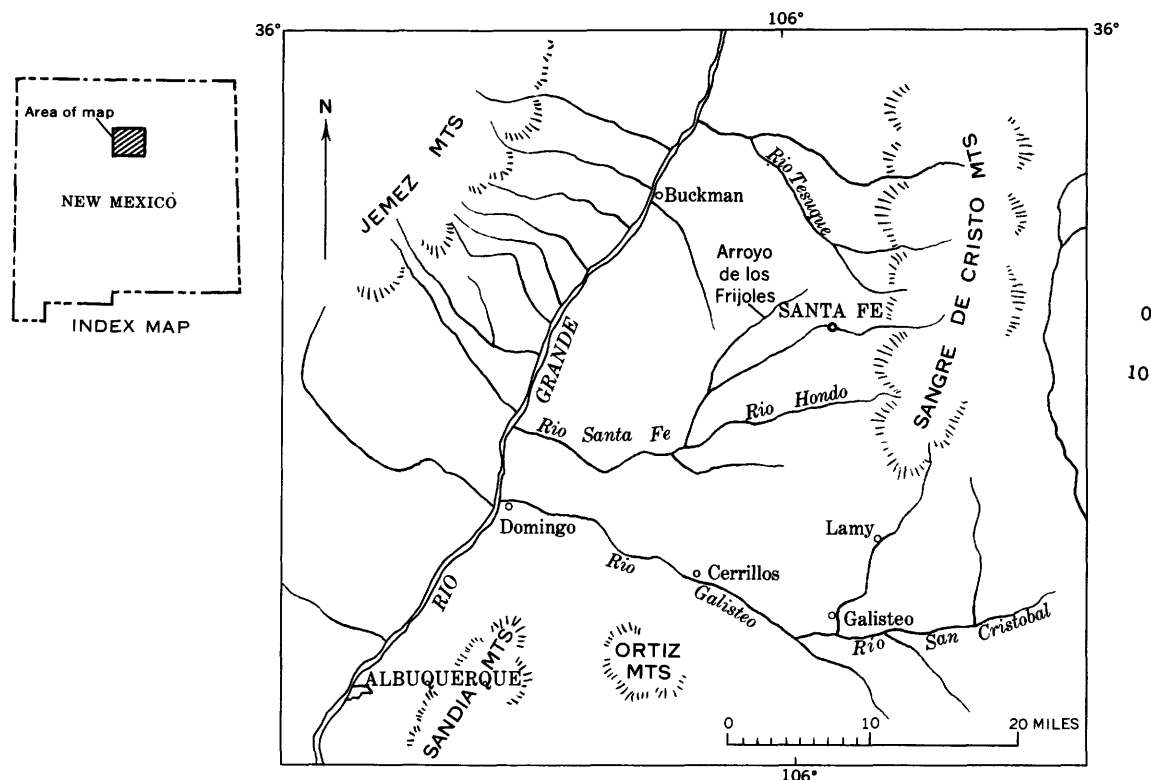 36°
106°
36°
Area of map
NEW MEXICO
INDEX MAP
N
JEMEZ MTS
Buckman
Rio Tesuque
SANGRE DE CRISTO MTS
Arroyo
de los
Frijoles
SANTA FE
0
10
RIO GRANDE
Rio Hondo
Rio Santa Fe
Domingo
Lamy
Rio Galisteo
Cerrillos
Galisteo
Rio San Cristobal
ORTIZ
MTS
SANDIA MTS
ALBUQUERQUE
0 10 20 MILES
106°